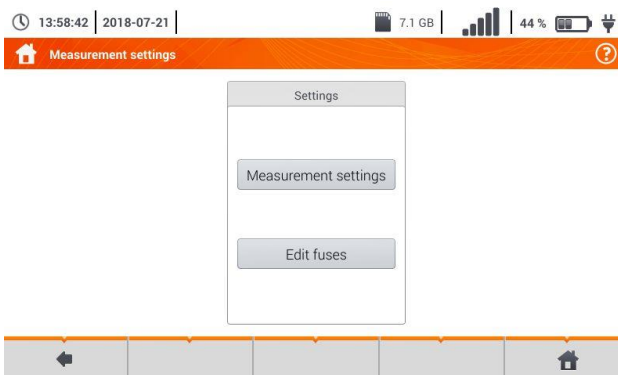 13:58:42 2018-07-21 7.1 GB 44 %
Measurement settings ?
Settings
Measurement settings
Edit fuses